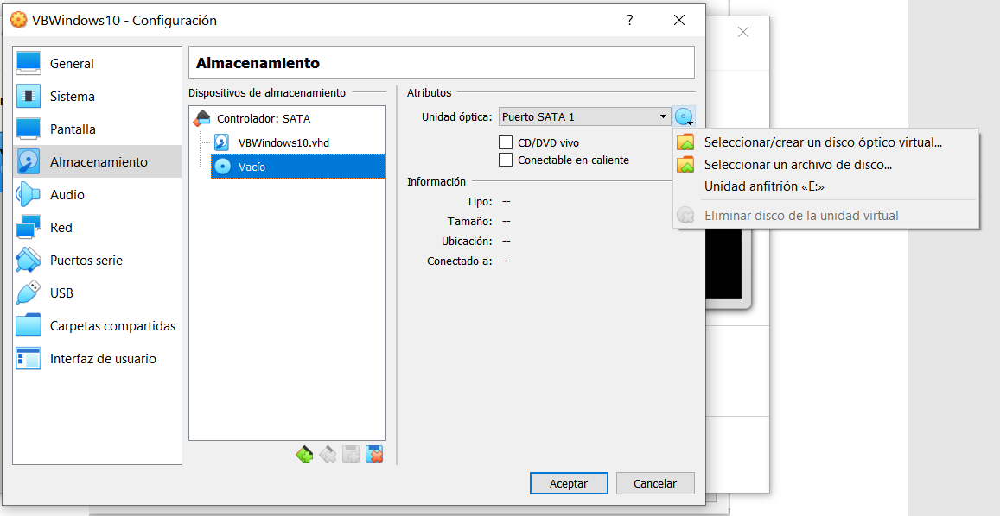 VBWindows10 - Configuración
?
General
Sistema
Pantalla
Almacenamiento
Audio
Red
Puertos serie
USB
Carpetas compartidas
Interfaz de usuario
Almacenamiento
Dispositivos de almacenamiento
Controlador: SATA
VBWindows10.vhd
Vacío
Atributos
Unidad óptica: Puerto SATA 1
CD/DVD vivo
Conectable en caliente
Información
Tipo: --
Tamaño: --
Ubicación: --
Conectado a: --
Seleccionar/crear un disco óptico virtual...
Seleccionar un archivo de disco...
Unidad anfitrión «E:»
Eliminar disco de la unidad virtual
Aceptar
Cancelar